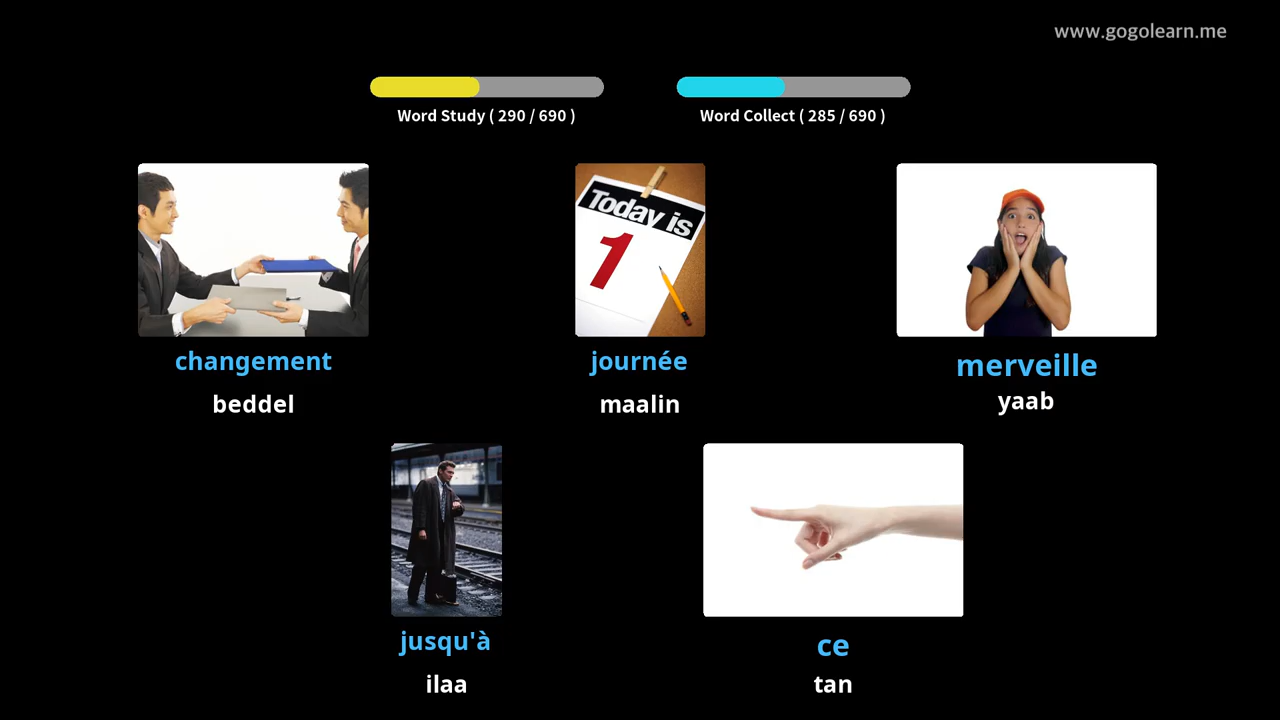 www.gogolearn.me
Word Study ( 290 / 690 )
Word Collect ( 285 / 690 )
Today is
1
changement
beddel
journée
maalin
merveille
yaab
jusqu'à
ilaa
ce
tan